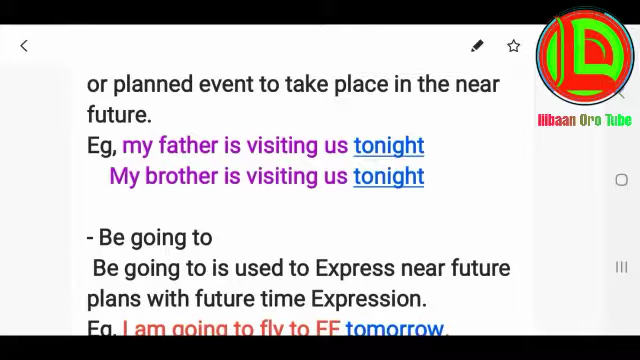 or planned event to take place in the near
future.
Eg, my father is visiting us tonight
My brother is visiting us tonight
- Be going to
Be going to is used to Express near future
plans with future time Expression.
Eg, I am going to fly to FF tomorrow.
Ilibaan Oro Tube